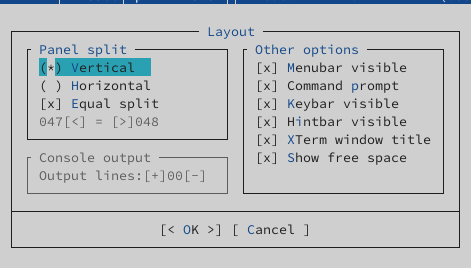 Layout
Panel split
(*) Vertical
( ) Horizontal
[x] Equal split
047[<] = [>]048
Console output
Output lines:[+]00[-]
Other options
[x] Menubar visible
[x] Command prompt
[x] Keybar visible
[x] Hintbar visible
[x] XTerm window title
[x] Show free space
[< OK >] [ Cancel ]